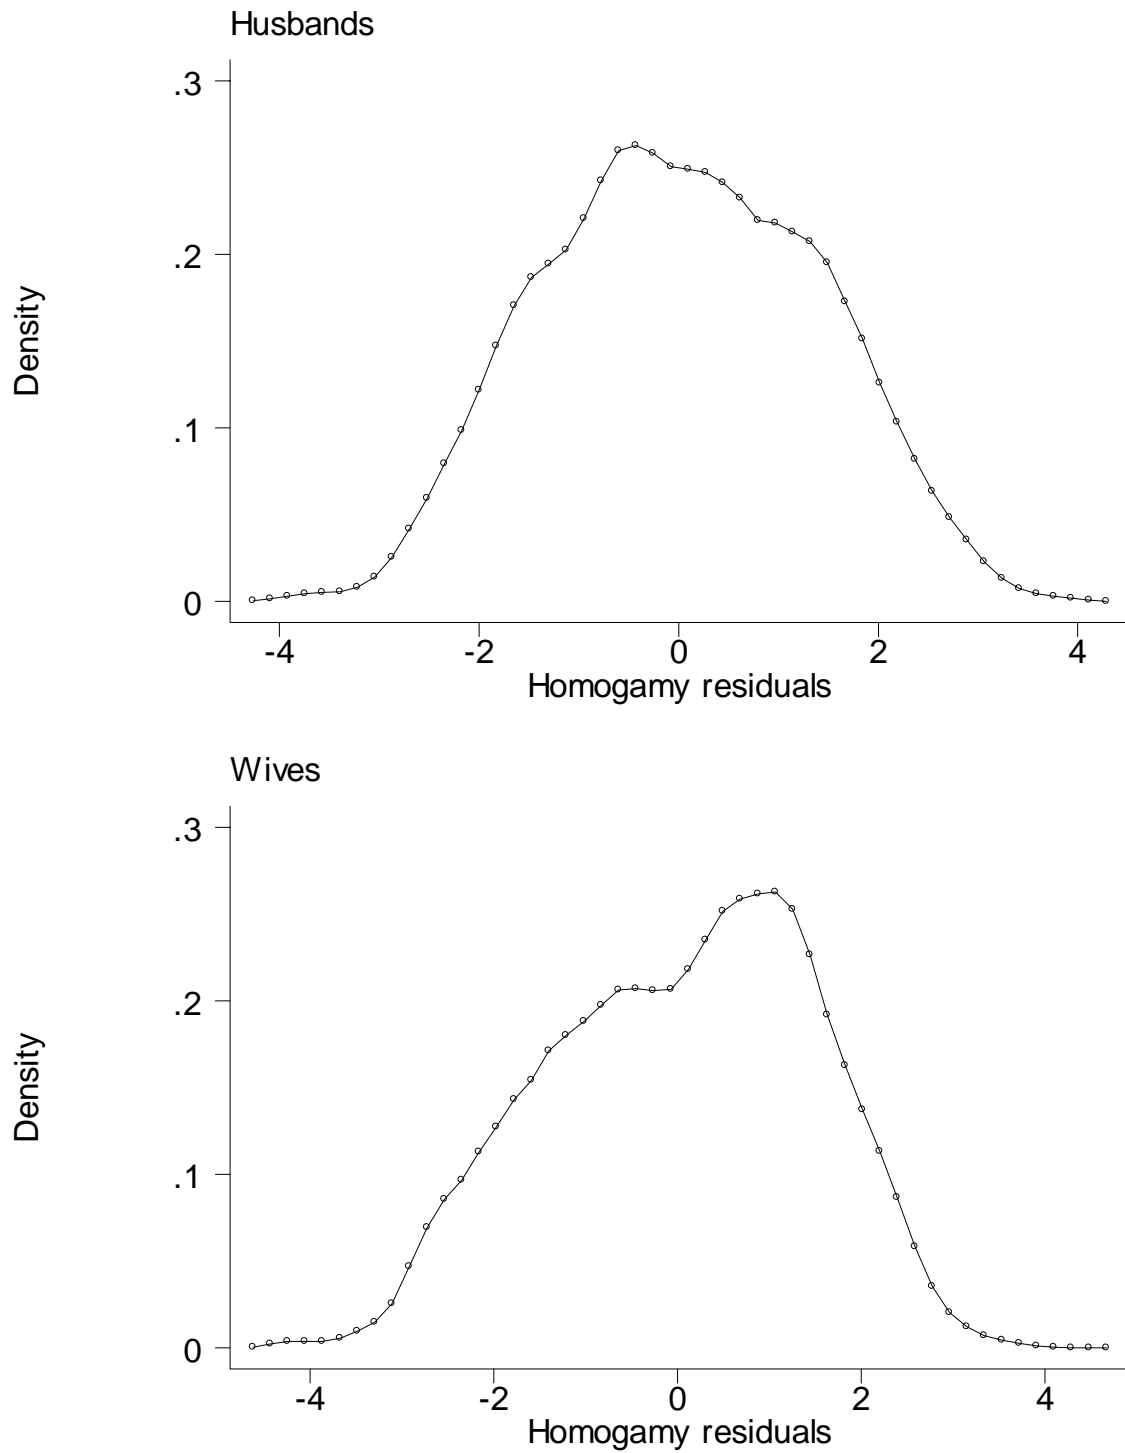 Husbands
.3
.2
.1
0
Density
-4 -2 0 2 4
Homogamy residuals
Wives
.3
.2
.1
0
Density
-4 -2 0 2 4
Homogamy residuals